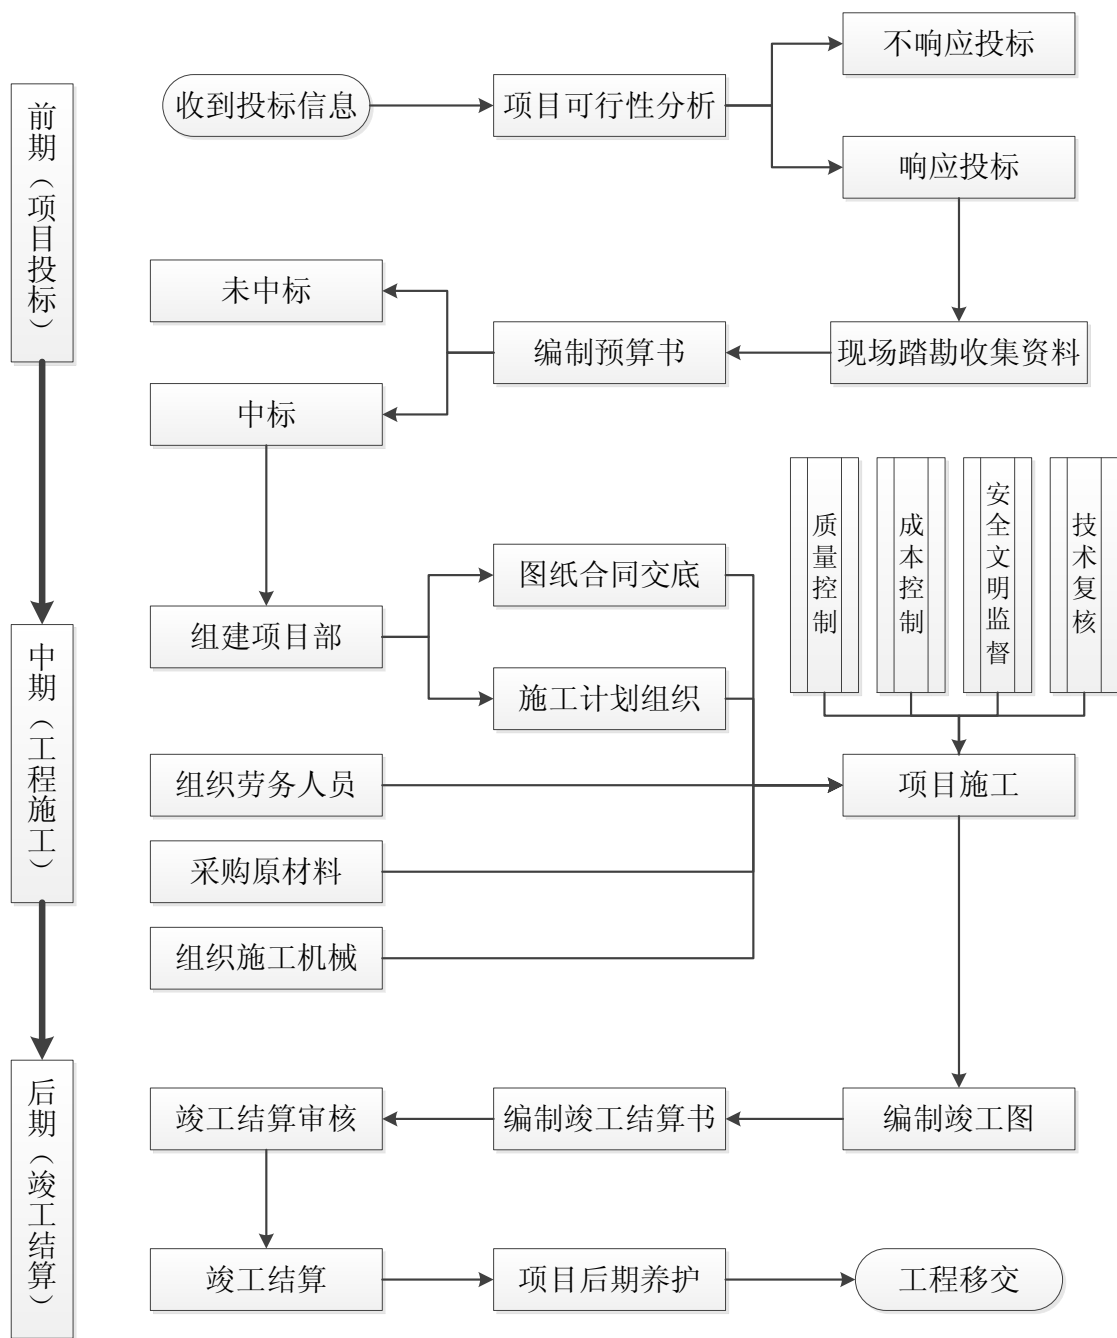 前期（项目投标）
收到投标信息
项目可行性分析
不响应投标
响应投标
未中标
编制预算书
现场踏勘收集资料
中标
质量控制
成本控制
安全文明监督
技术复核
中期（工程施工）
图纸合同交底
组建项目部
施工计划组织
组织劳务人员
项目施工
采购原材料
组织施工机械
后期（竣工结算）
竣工结算审核
编制竣工结算书
编制竣工图
竣工结算
项目后期养护
工程移交